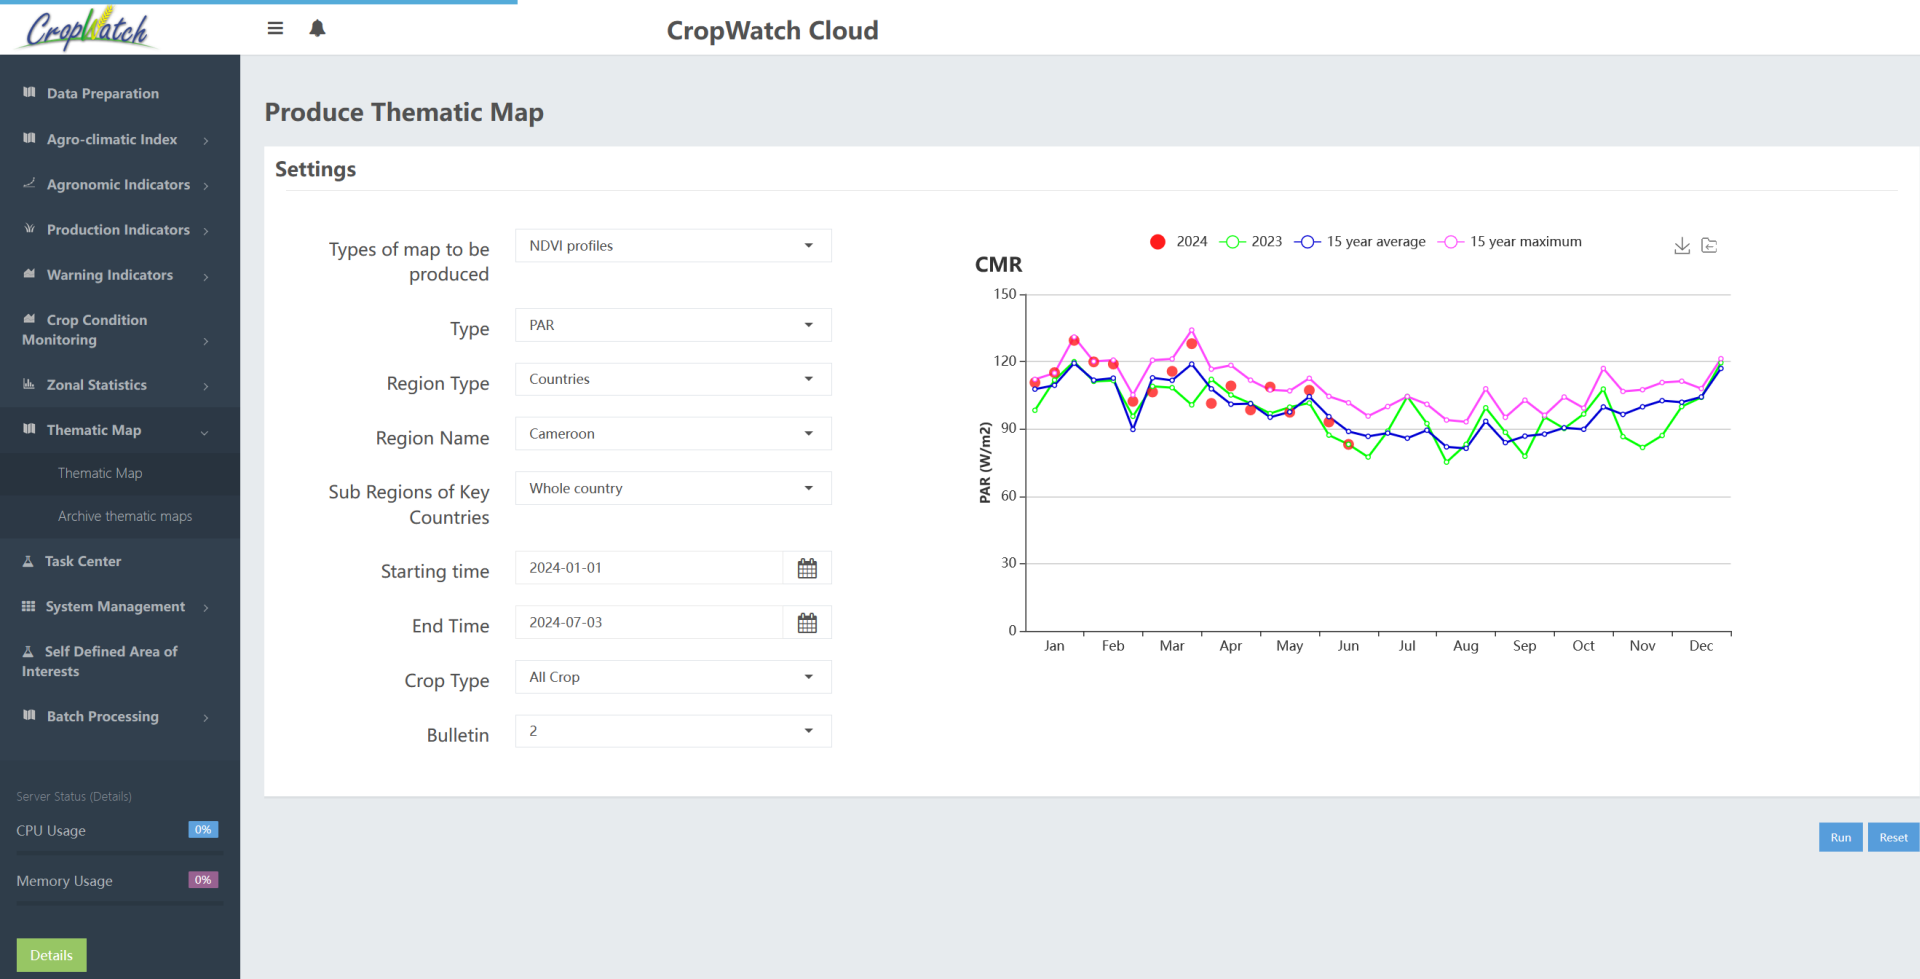 CropWatch
CropWatch Cloud
Data Preparation
Agro-climatic Index
Agronomic Indicators
Production Indicators
Warning Indicators
Crop Condition
Monitoring
Zonal Statistics
Thematic Map
Thematic Map
Archive thematic maps
Task Center
System Management
Self Defined Area of
Interests
Batch Processing
Server Status (Details)
CPU Usage 0%
Memory Usage 0%
Details
Produce Thematic Map
Settings
Types of map to be
produced
NDVI profiles
Type PAR
Region Type Countries
Region Name Cameroon
Sub Regions of Key
Countries
Whole country
Starting time 2024-01-01
End Time 2024-07-03
Crop Type All Crop
Bulletin 2
2024 2023 15 year average 15 year maximum
CMR
PAR (W/m2)
150
120
90
60
30
0
Jan Feb Mar Apr May Jun Jul Aug Sep Oct Nov Dec
Run Reset